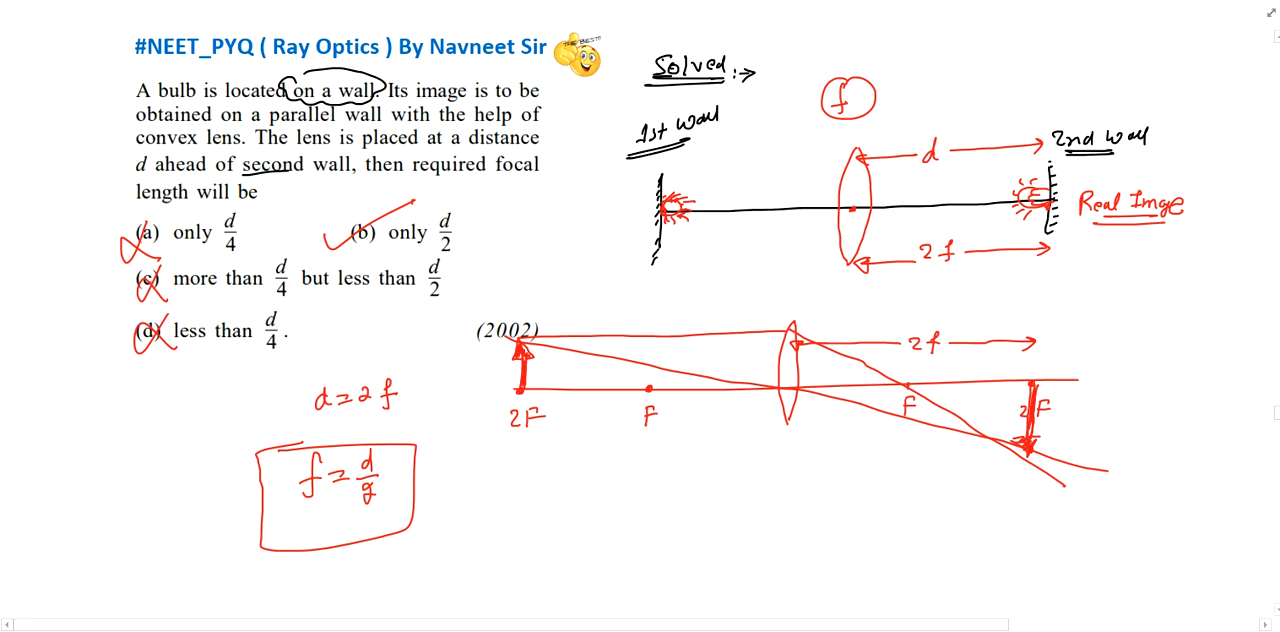 #NEET_PYQ ( Ray Optics ) By Navneet Sir
THE BEST!!
A bulb is located on a wall. Its image is to be
obtained on a parallel wall with the help of
convex lens. The lens is placed at a distance
d ahead of second wall, then required focal
length will be
(a) only d/4 (b) only d/2
(c) more than d/4 but less than d/2
(d) less than d/4. (2002)
d = 2f
f = d/2
Solved :→
f
1st wall
2nd wall
d
Real Imge
2f
2f
2F F F 2F